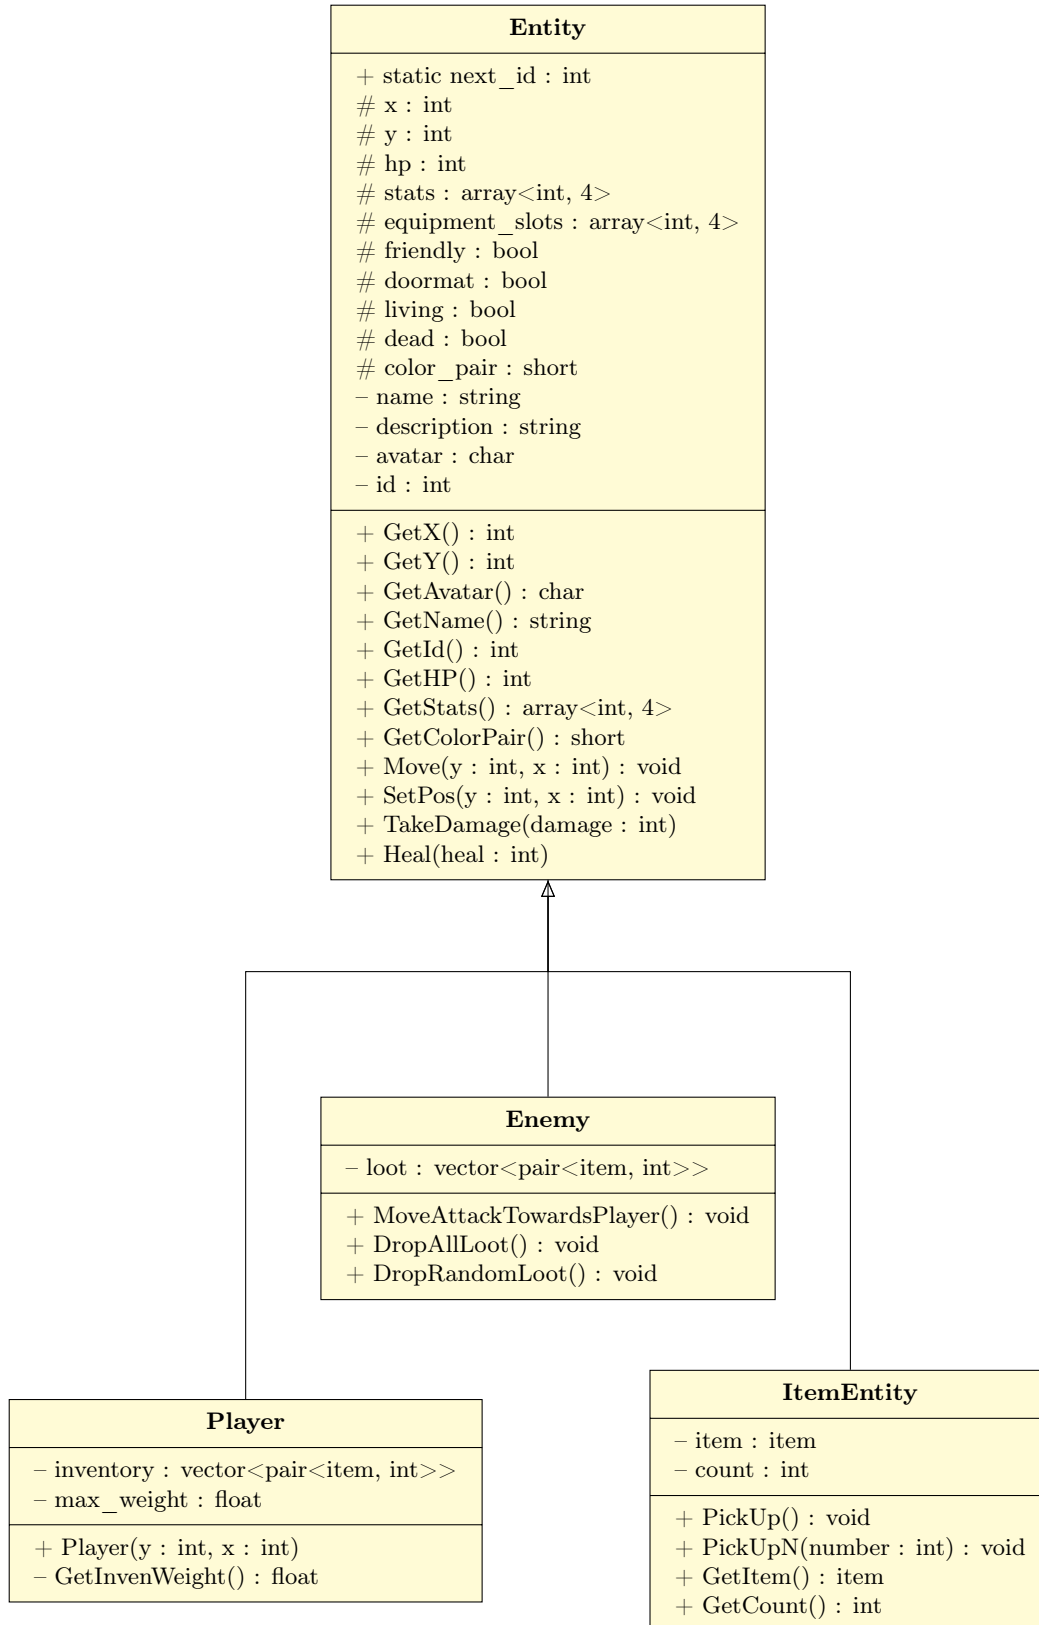 Entity
+ static next_id : int
# x : int
# y : int
# hp : int
# stats : array<int, 4>
# equipment_slots : array<int, 4>
# friendly : bool
# doormat : bool
# living : bool
# dead : bool
# color_pair : short
– name : string
– description : string
– avatar : char
– id : int
+ GetX() : int
+ GetY() : int
+ GetAvatar() : char
+ GetName() : string
+ GetId() : int
+ GetHP() : int
+ GetStats() : array<int, 4>
+ GetColorPair() : short
+ Move(y : int, x : int) : void
+ SetPos(y : int, x : int) : void
+ TakeDamage(damage : int)
+ Heal(heal : int)
Enemy
– loot : vector<pair<item, int>>
+ MoveAttackTowardsPlayer() : void
+ DropAllLoot() : void
+ DropRandomLoot() : void
Player
– inventory : vector<pair<item, int>>
– max_weight : float
+ Player(y : int, x : int)
– GetInvenWeight() : float
ItemEntity
– item : item
– count : int
+ PickUp() : void
+ PickUpN(number : int) : void
+ GetItem() : item
+ GetCount() : int